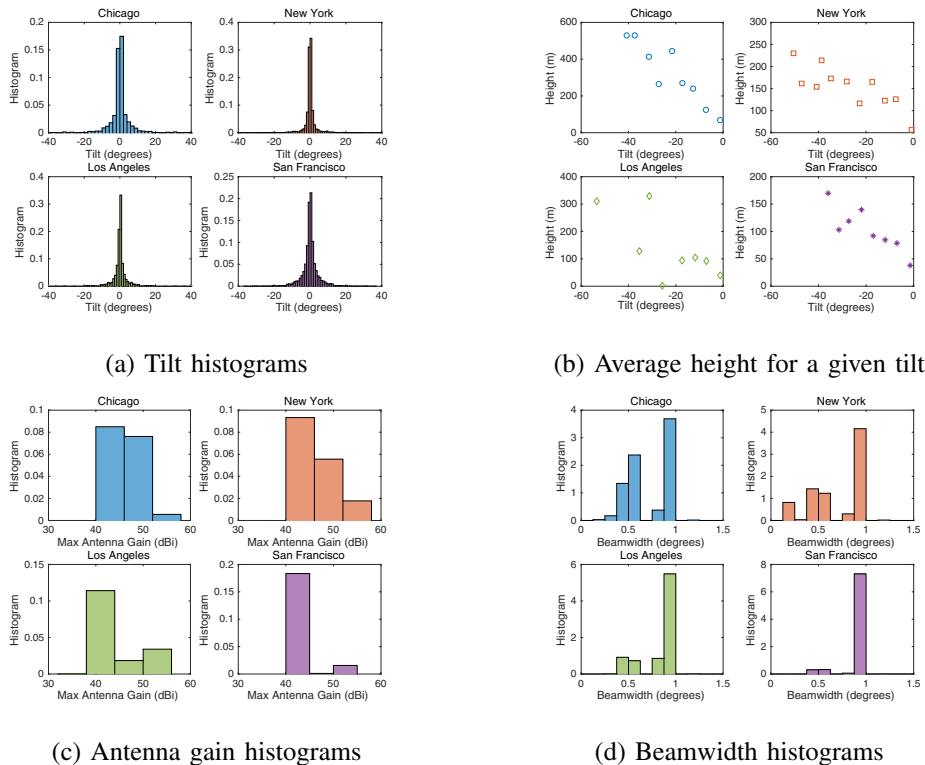 Chicago
New York
0.2
0.15
0.1
0.05
0
Histogram
-40 -20 0 20 40
Tilt (degrees)
0.4
0.3
0.2
0.1
0
Histogram
-40 -20 0 20 40
Tilt (degrees)
Los Angeles
San Francisco
0.4
0.3
0.2
0.1
0
Histogram
-40 -20 0 20 40
Tilt (degrees)
0.25
0.2
0.15
0.1
0.05
0
Histogram
-40 -20 0 20 40
Tilt (degrees)
(a) Tilt histograms
Chicago
New York
600
400
200
0
Height (m)
-60 -40 -20 0
Tilt (degrees)
300
250
200
150
100
50
Height (m)
-60 -40 -20 0
Tilt (degrees)
Los Angeles
San Francisco
400
300
200
100
0
Height (m)
-60 -40 -20 0
Tilt (degrees)
200
150
100
50
0
Height (m)
-60 -40 -20 0
Tilt (degrees)
(b) Average height for a given tilt
Chicago
New York
0.1
0.08
0.06
0.04
0.02
0
Histogram
30 40 50 60
Max Antenna Gain (dBi)
0.1
0.08
0.06
0.04
0.02
0
Histogram
30 40 50 60
Max Antenna Gain (dBi)
Los Angeles
San Francisco
0.15
0.1
0.05
0
Histogram
30 40 50 60
Max Antenna Gain (dBi)
0.2
0.15
0.1
0.05
0
Histogram
30 40 50 60
Max Antenna Gain (dBi)
(c) Antenna gain histograms
Chicago
New York
4
3
2
1
0
Histogram
0 0.5 1 1.5
Beamwidth (degrees)
5
4
3
2
1
0
Histogram
0 0.5 1 1.5
Beamwidth (degrees)
Los Angeles
San Francisco
6
4
2
0
Histogram
0 0.5 1 1.5
Beamwidth (degrees)
8
6
4
2
0
Histogram
0 0.5 1 1.5
Beamwidth (degrees)
(d) Beamwidth histograms